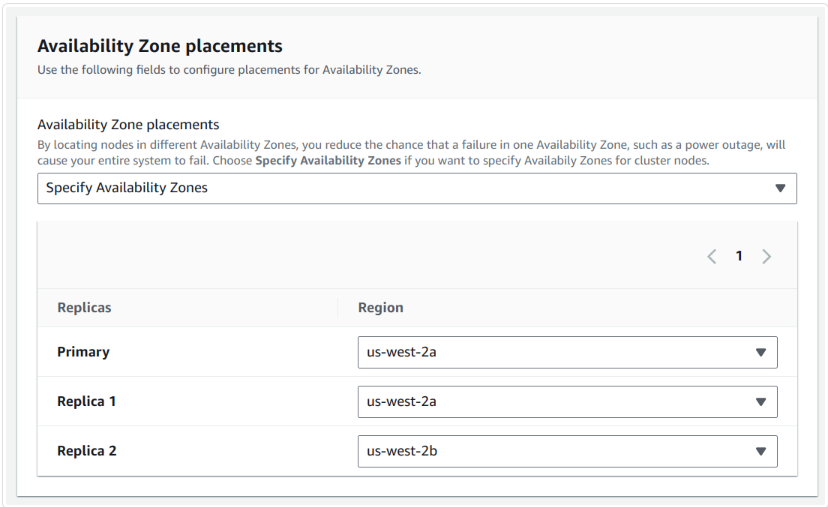 Availability Zone placements
Use the following fields to configure placements for Availability Zones.
Availability Zone placements
By locating nodes in different Availability Zones, you reduce the chance that a failure in one Availability Zone, such as a power outage, will
cause your entire system to fail. Choose Specify Availability Zones if you want to specify Availabily Zones for cluster nodes.
Specify Availability Zones
1
Replicas Region
Primary us-west-2a
Replica 1 us-west-2a
Replica 2 us-west-2b